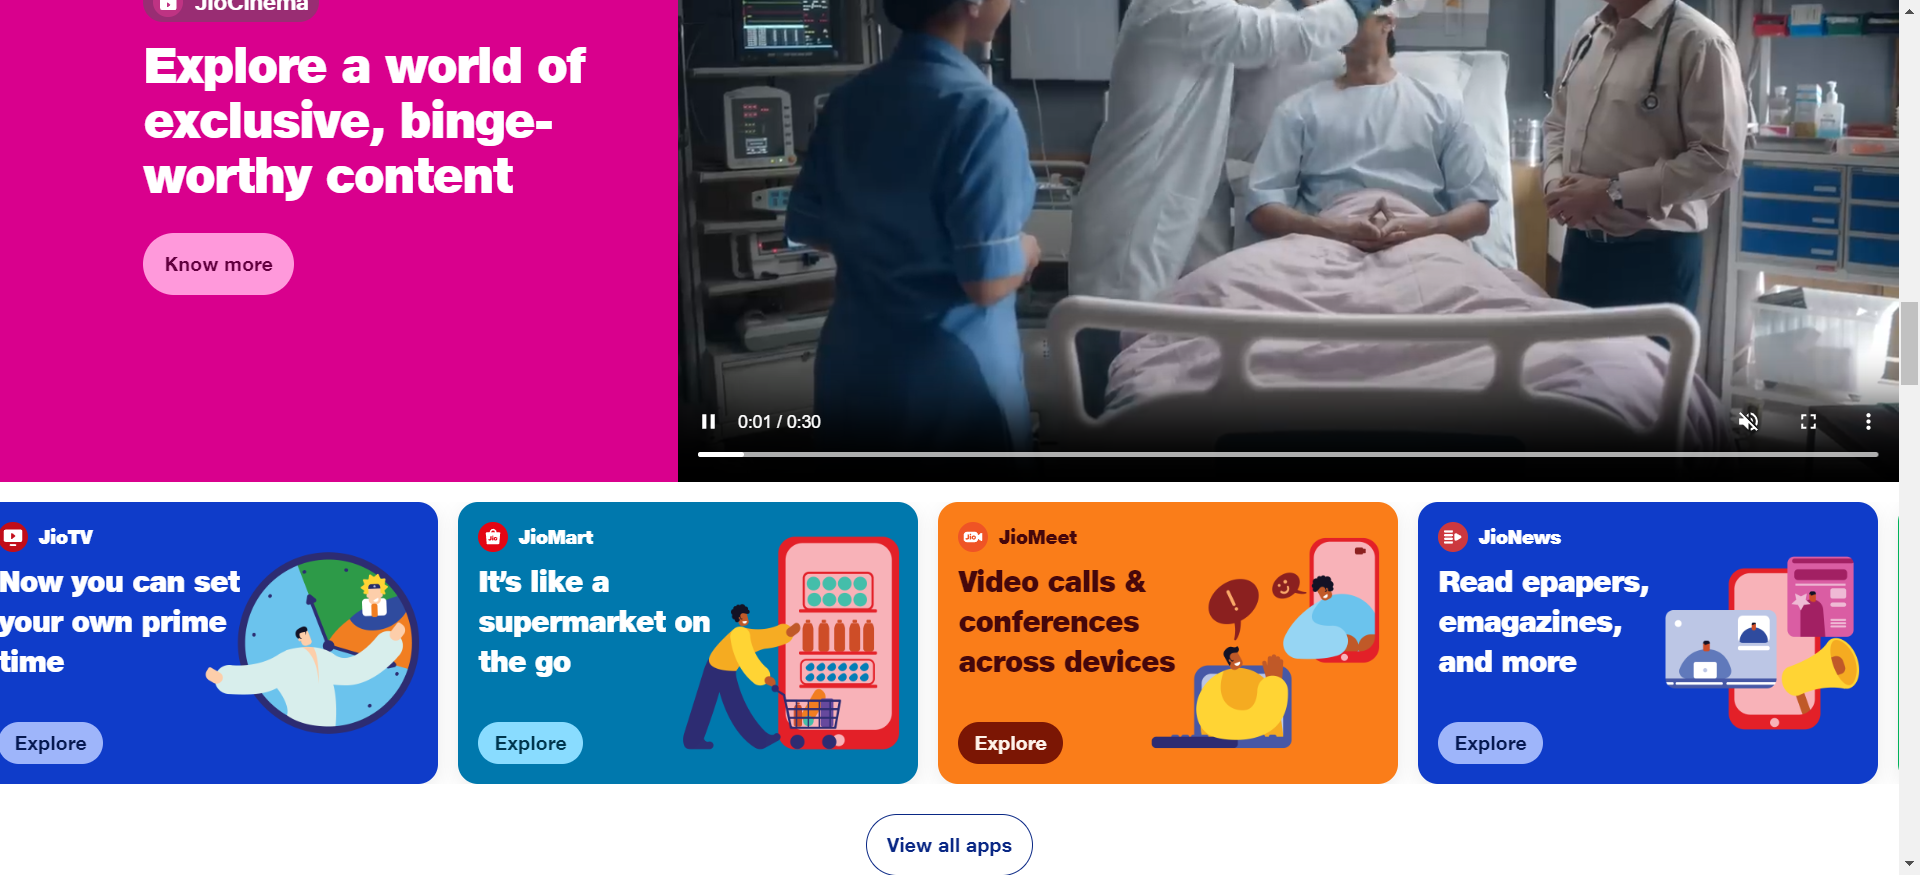 JioCinema
Explore a world of
exclusive, binge-
worthy content
Know more
0:01 / 0:30
JioTV
Now you can set
your own prime
time
Explore
JioMart
It's like a
supermarket on
the go
Explore
JioMeet
Video calls &
conferences
across devices
Explore
JioNews
Read epapers,
emagazines,
and more
Explore
View all apps